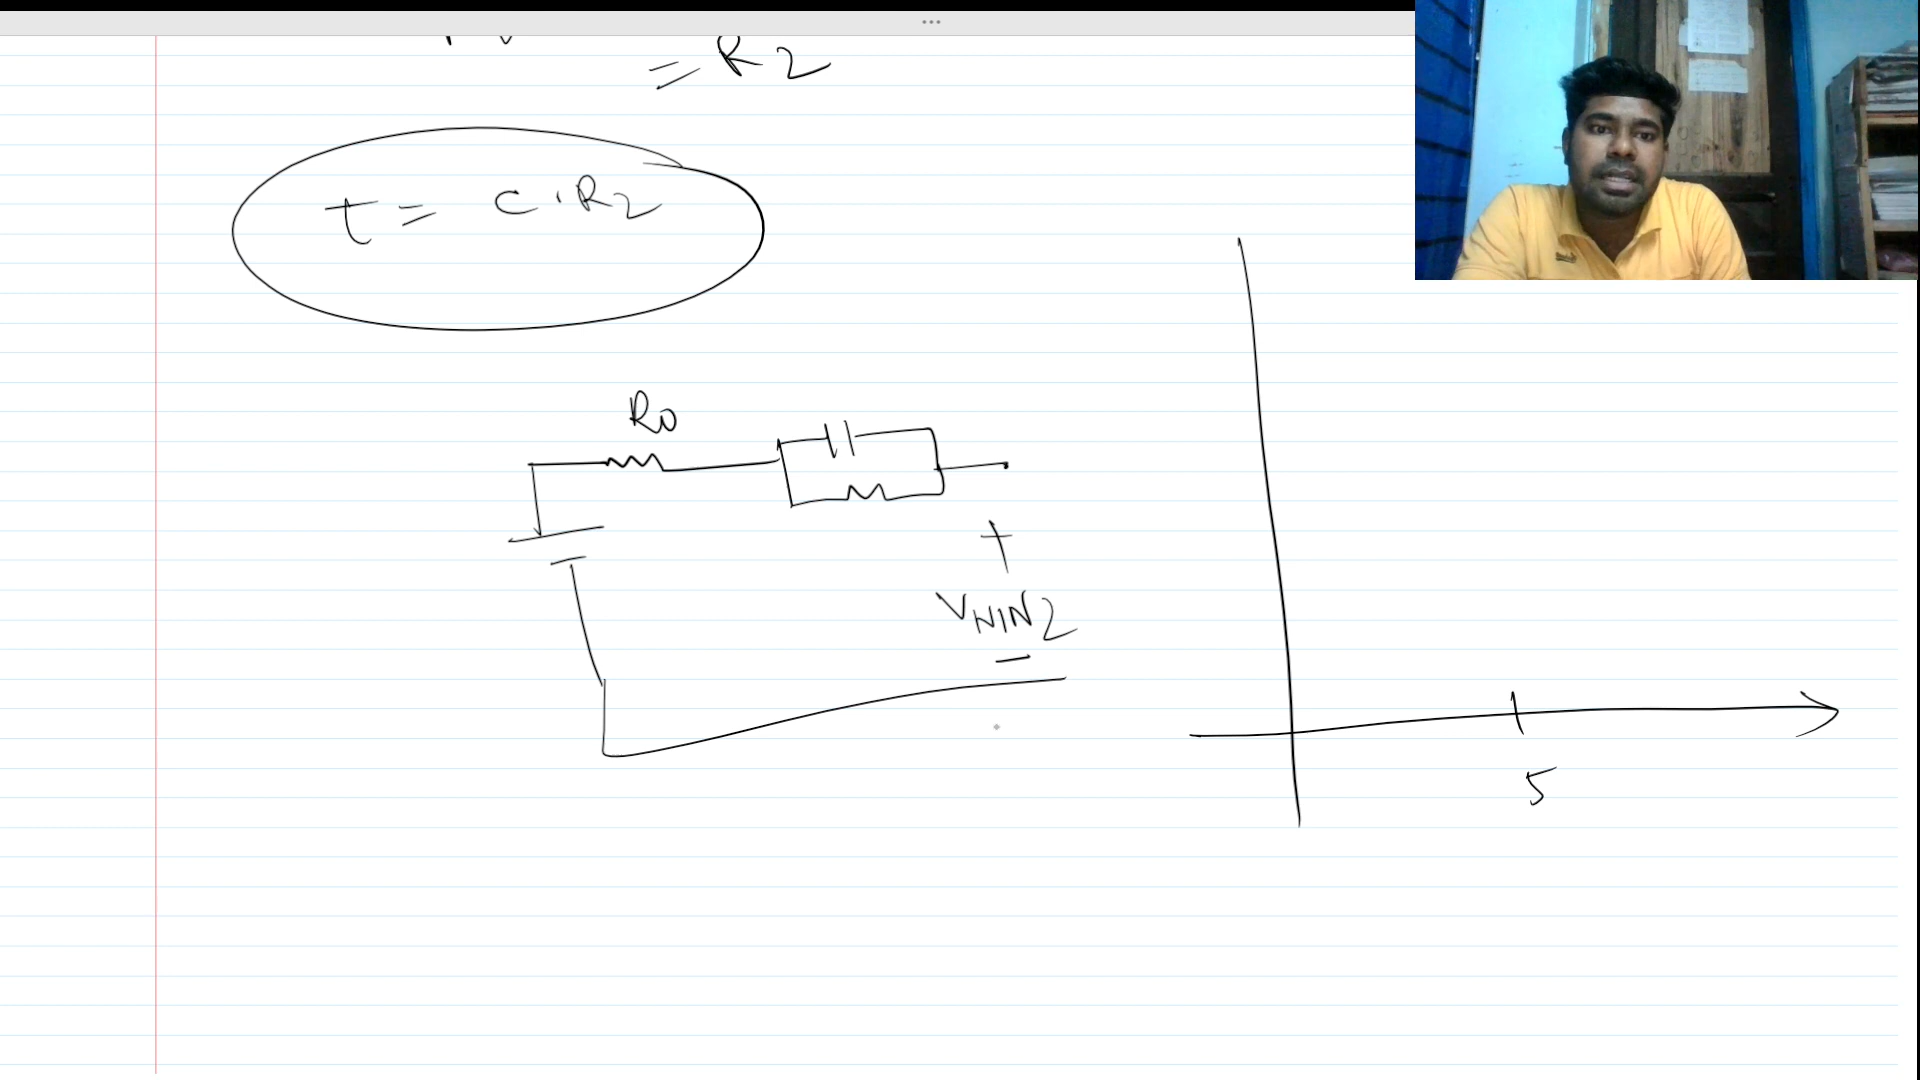 = R2
t = C.R2
R0
+
VNIN2
-
5